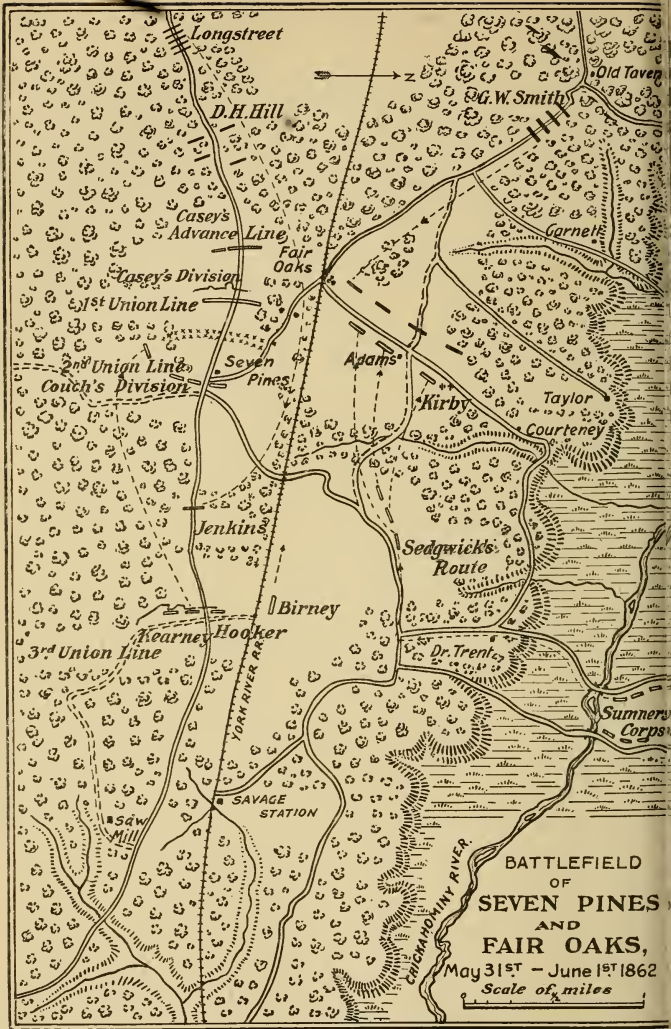 Longstreet
Old Tavern
N
G.W. Smith
D.H. Hill
Casey's
Advance Line
Garnett
Fair
Oaks
Casey's Division
1st Union Line
2nd Union Line
Couch's Division
Seven
Pines
Adams
Kirby
Taylor
Courteney
Jenkins
Sedgwick's
Route
Birney
Kearney
Hooker
3rd Union Line
YORK RIVER RR.
Dr. Trent
Sumner's
Corps
SAVAGE
STATION
Saw
Mill
CHICKAHOMINY RIVER.
BATTLEFIELD
OF
SEVEN PINES
AND
FAIR OAKS,
May 31ST – June 1ST 1862
Scale of miles